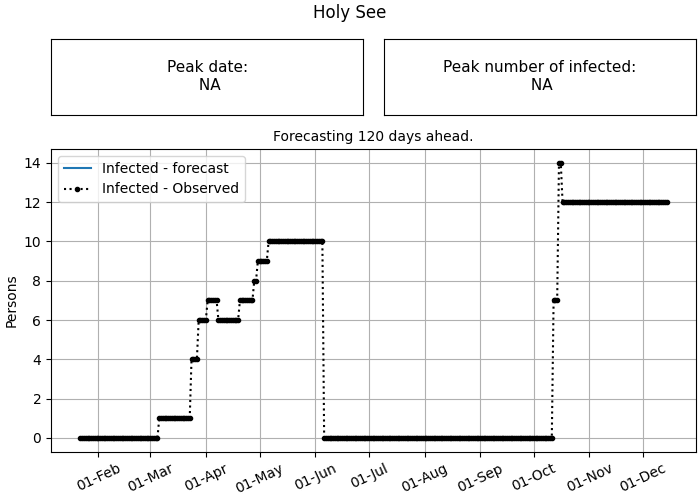 Holy See
Peak date:
NA
Peak number of infected:
NA
Forecasting 120 days ahead.
Infected - forecast
Infected - Observed
Persons
14
12
10
8
6
4
2
0
01-Feb
01-Mar
01-Apr
01-May
01-Jun
01-Jul
01-Aug
01-Sep
01-Oct
01-Nov
01-Dec